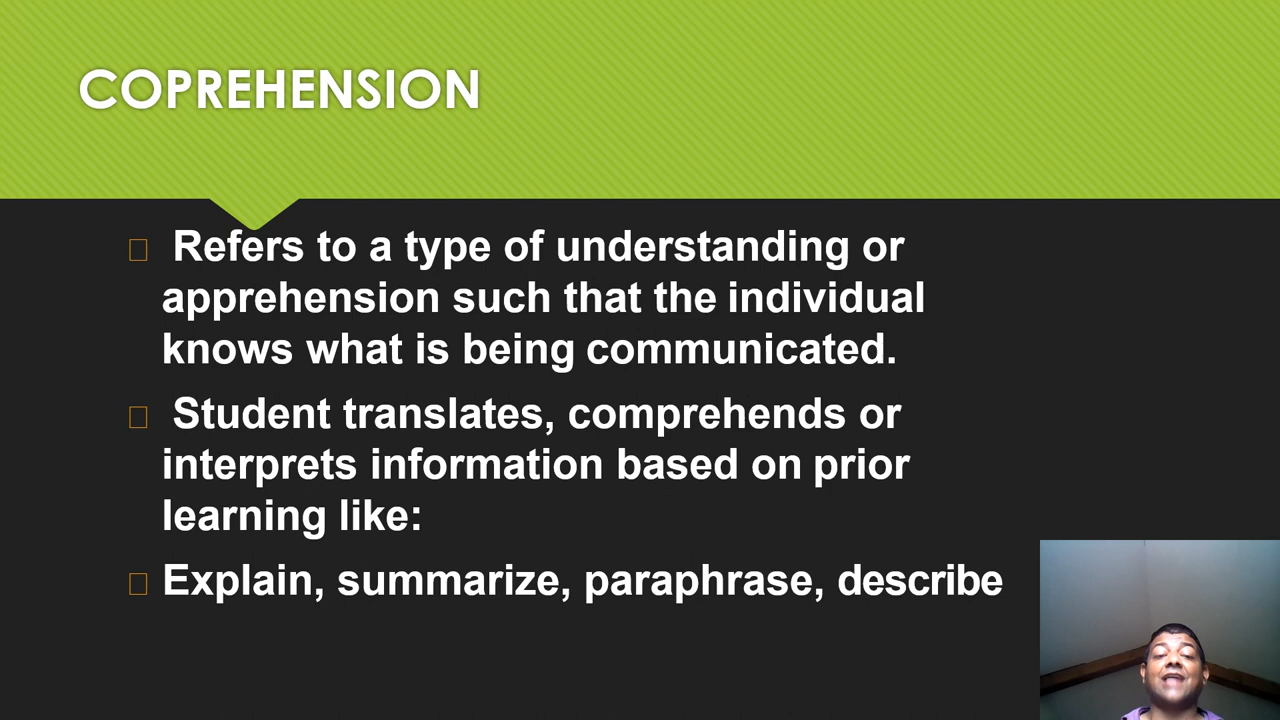 COPREHENSION
Refers to a type of understanding or
apprehension such that the individual
knows what is being communicated.
Student translates, comprehends or
interprets information based on prior
learning like:
Explain, summarize, paraphrase, describe